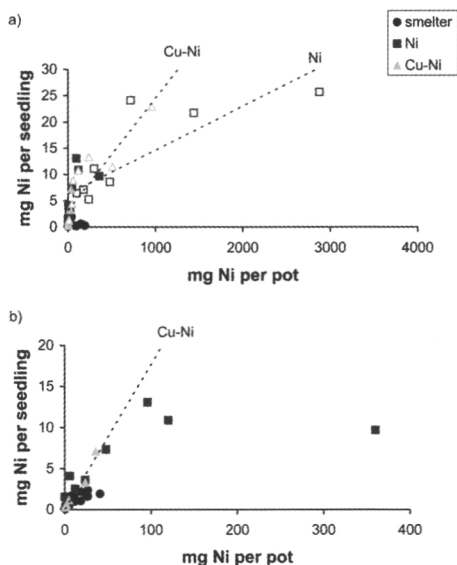 a)
smelter
Ni
Cu-Ni
Cu-Ni
Ni
mg Ni per seedling
30
25
20
15
10
5
0
0 1000 2000 3000 4000
mg Ni per pot
b)
Cu-Ni
mg Ni per seedling
20
15
10
5
0
0 100 200 300 400
mg Ni per pot